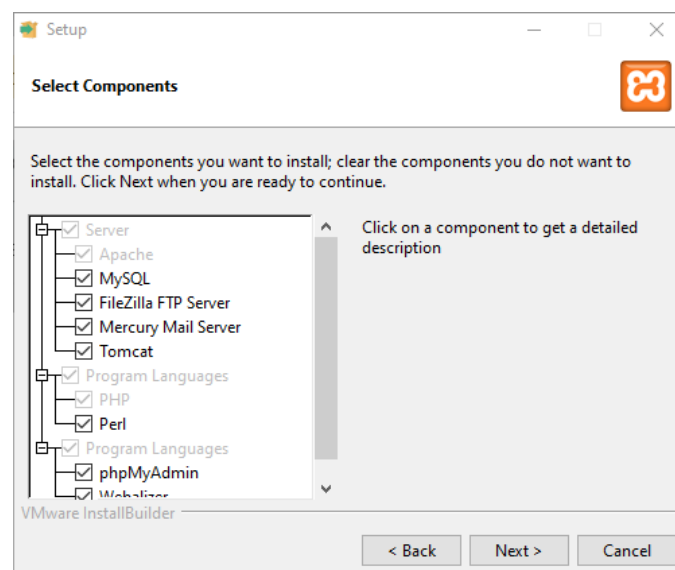 Setup
Select Components
Select the components you want to install; clear the components you do not want to
install. Click Next when you are ready to continue.
Server
Apache
MySQL
FileZilla FTP Server
Mercury Mail Server
Tomcat
Program Languages
PHP
Perl
Program Languages
phpMyAdmin
Webalizer
Click on a component to get a detailed
description
VMware InstallBuilder
< Back
Next >
Cancel